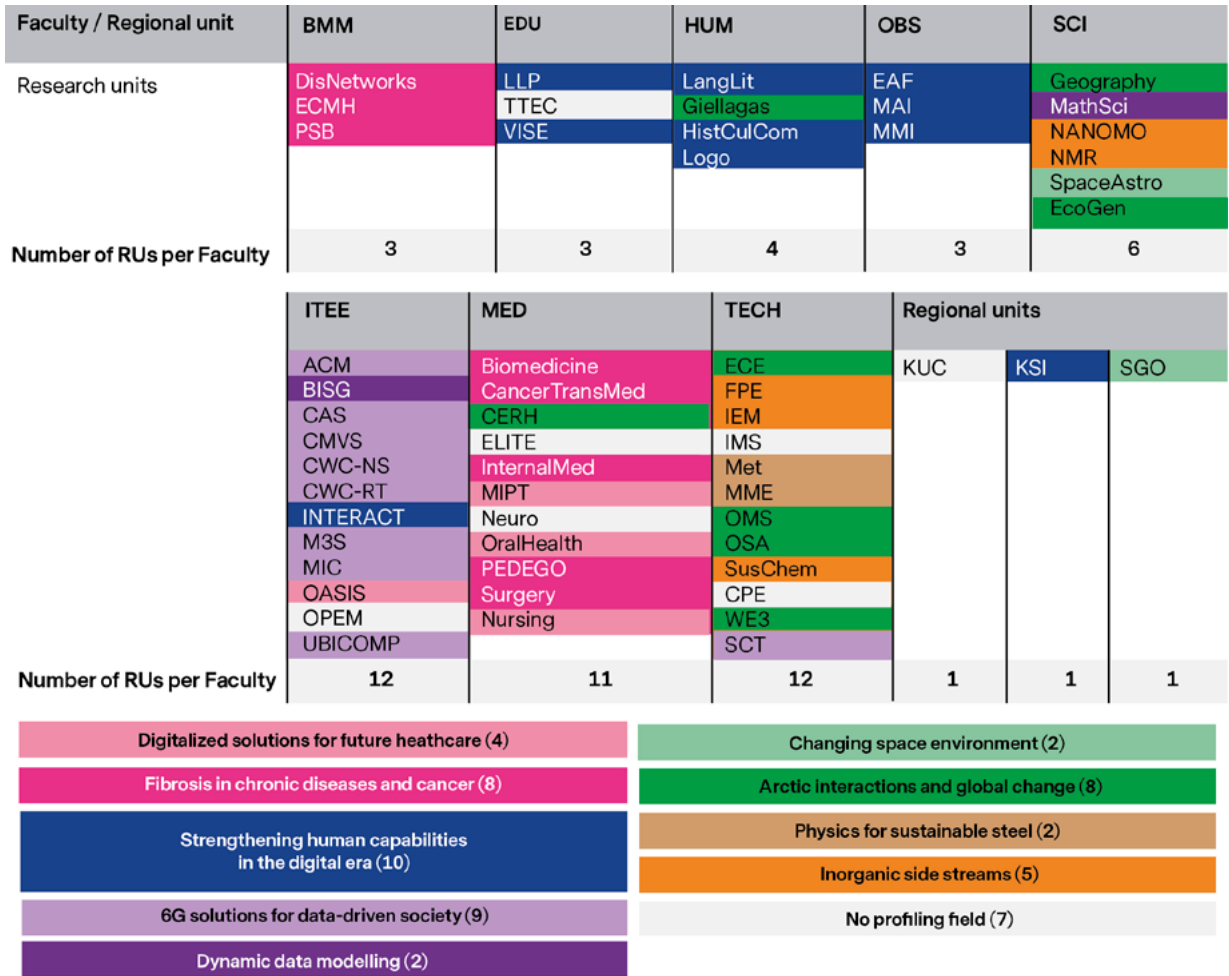 Faculty / Regional unit BMM EDU HUM OBS SCI
Research units DisNetworks LLP LangLit EAF Geography
ECMH TTEC Giellagas MAI MathSci
PSB VISE HistCulCom MMI NANOMO
Logo NMR
SpaceAstro
EcoGen
Number of RUs per Faculty 3 3 4 3 6
ITEE MED TECH Regional units
ACM Biomedicine ECE KUC KSI SGO
BISG CancerTransMed FPE
CAS CERH IEM
CMVS ELITE IMS
CWC-NS InternalMed Met
CWC-RT MIPT MME
INTERACT Neuro OMS
M3S OralHealth OSA
MIC PEDEGO SusChem
OASIS Surgery CPE
OPEM Nursing WE3
UBICOMP SCT
Number of RUs per Faculty 12 11 12 1 1 1
Digitalized solutions for future heathcare (4)
Fibrosis in chronic diseases and cancer (8)
Strengthening human capabilities
in the digital era (10)
6G solutions for data-driven society (9)
Dynamic data modelling (2)
Changing space environment (2)
Arctic interactions and global change (8)
Physics for sustainable steel (2)
Inorganic side streams (5)
No profiling field (7)